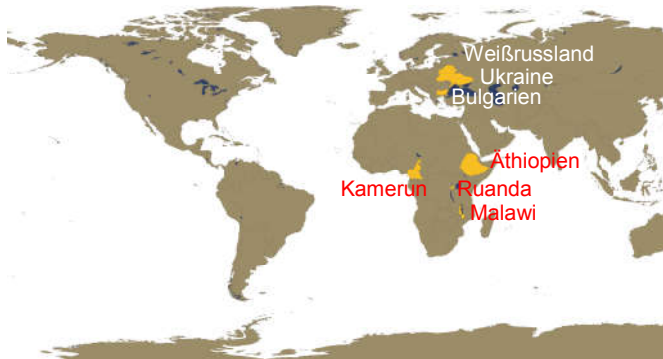 Weißrussland
Ukraine
Bulgarien
Äthiopien
Kamerun
Ruanda
Malawi